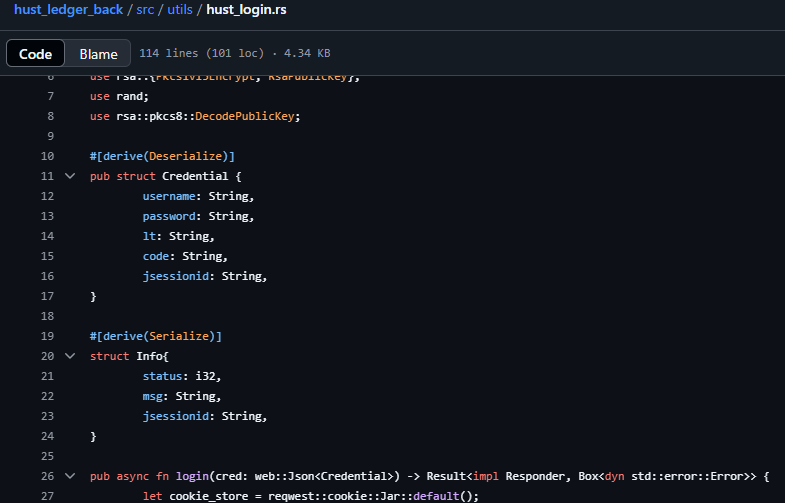 hust_ledger_back / src / utils / hust_login.rs
Code Blame 114 lines (101 loc) · 4.34 KB
6 use rsa::{Pkcs1v15Encrypt, RsaPublicKey};
7 use rand;
8 use rsa::pkcs8::DecodePublicKey;
9
10 #[derive(Deserialize)]
11 pub struct Credential {
12 username: String,
13 password: String,
14 lt: String,
15 code: String,
16 jsessionid: String,
17 }
18
19 #[derive(Serialize)]
20 struct Info{
21 status: i32,
22 msg: String,
23 jsessionid: String,
24 }
25
26 pub async fn login(cred: web::Json<Credential>) -> Result<impl Responder, Box<dyn std::error::Error>> {
27 let cookie_store = reqwest::cookie::Jar::default();